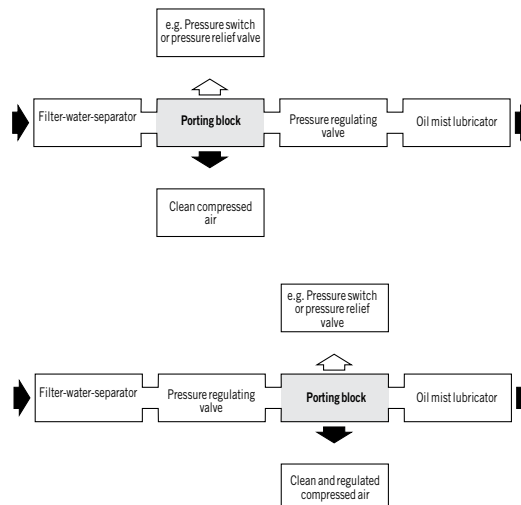 e.g. Pressure switch
or pressure relief valve
Filter-water-separator
Porting block
Pressure regulating
valve
Oil mist lubricator
Clean compressed
air
e.g. Pressure switch
or pressure relief
valve
Filter-water-separator
Pressure regulating
valve
Porting block
Oil mist lubricator
Clean and regulated
compressed air